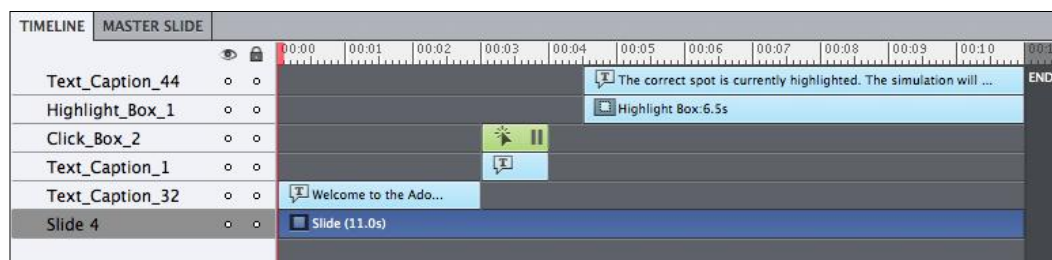 TIMELINE MASTER SLIDE
00:00 00:01 00:02 00:03 00:04 00:05 00:06 00:07 00:08 00:09 00:10
Text_Caption_44 T The correct spot is currently highlighted. The simulation will ... END
Highlight_Box_1 Highlight Box:6.5s
Click_Box_2
Text_Caption_1 T
Text_Caption_32 T Welcome to the Ado...
Slide 4 Slide (11.0s)